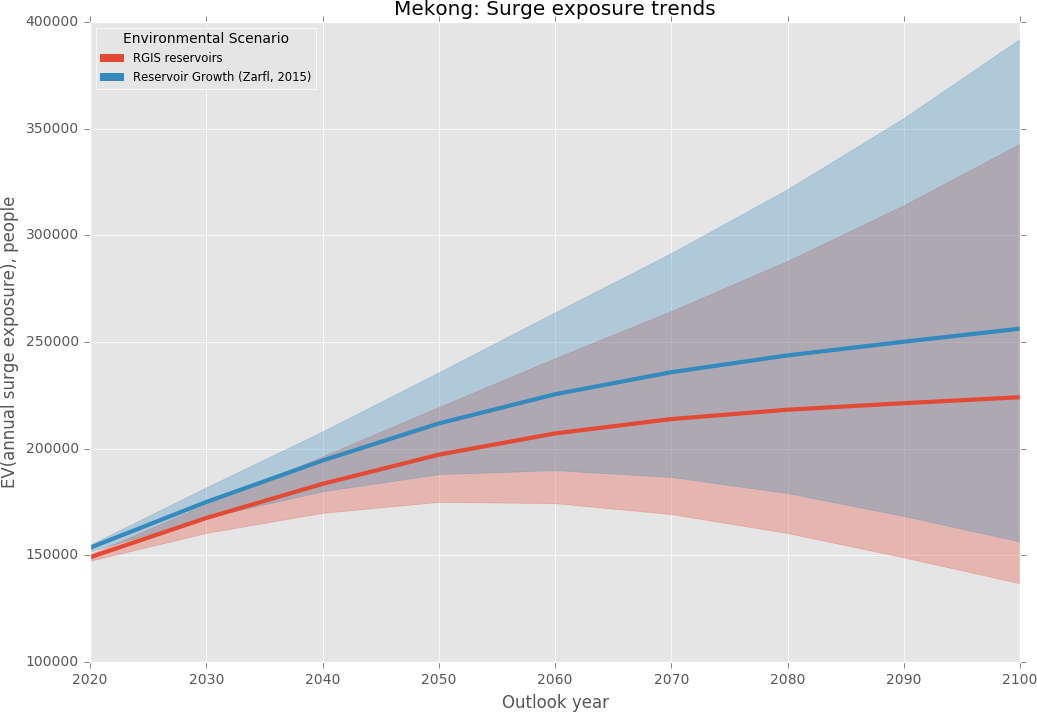 Mekong: Surge exposure trends
400000
350000
300000
250000
200000
150000
100000
EV(annual surge exposure), people
Environmental Scenario
RGIS reservoirs
Reservoir Growth (Zarfl, 2015)
2020 2030 2040 2050 2060 2070 2080 2090 2100
Outlook year